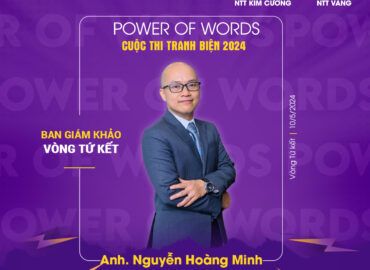 NTT KIM CƯƠNG
NTT VÀNG
POWER OF WORDS
CUỘC THI TRANH BIỆN 2024
BAN GIÁM KHẢO
VÒNG TỨ KẾT
Vòng Tứ kết | 10/5/2024
Anh. Nguyễn Hoàng Minh